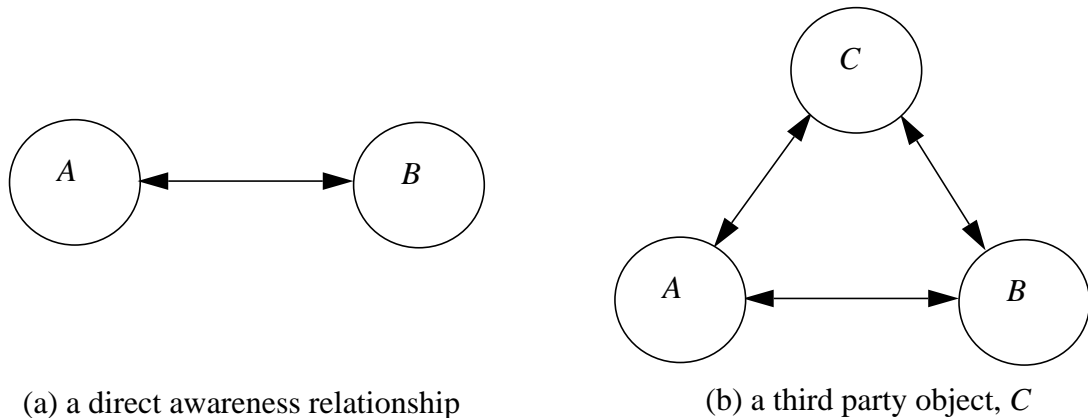 A
B
(a) a direct awareness relationship
C
A
B
(b) a third party object, C